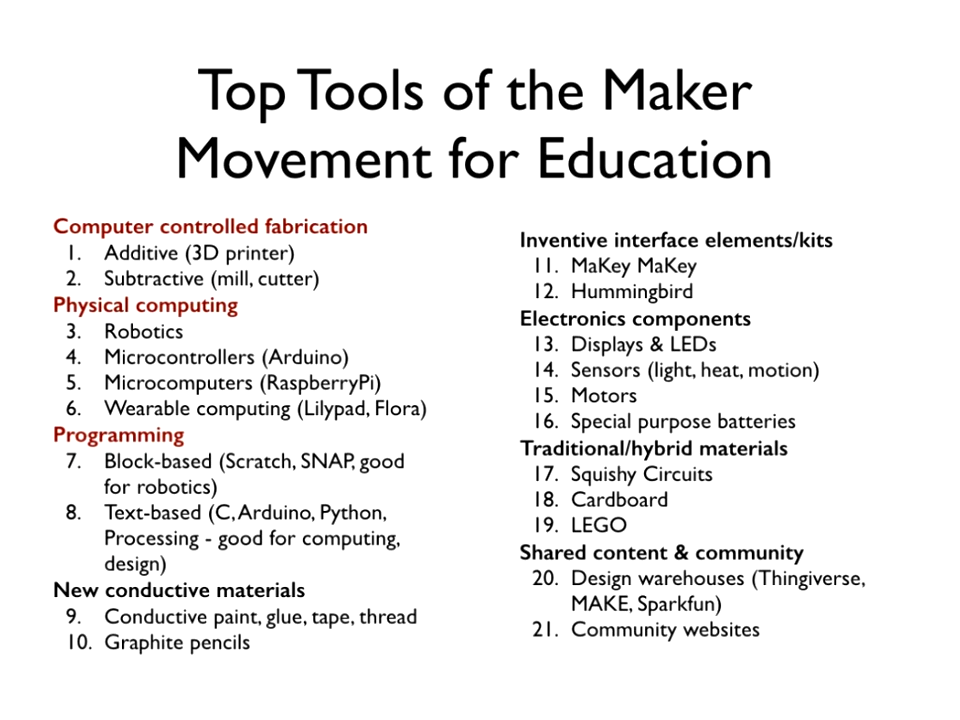 Top Tools of the Maker
Movement for Education
Computer controlled fabrication
1. Additive (3D printer)
2. Subtractive (mill, cutter)
Physical computing
3. Robotics
4. Microcontrollers (Arduino)
5. Microcomputers (RaspberryPi)
6. Wearable computing (Lilypad, Flora)
Programming
7. Block-based (Scratch, SNAP, good
for robotics)
8. Text-based (C, Arduino, Python,
Processing - good for computing,
design)
New conductive materials
9. Conductive paint, glue, tape, thread
10. Graphite pencils
Inventive interface elements/kits
11. MaKey MaKey
12. Hummingbird
Electronics components
13. Displays & LEDs
14. Sensors (light, heat, motion)
15. Motors
16. Special purpose batteries
Traditional/hybrid materials
17. Squishy Circuits
18. Cardboard
19. LEGO
Shared content & community
20. Design warehouses (Thingiverse,
MAKE, Sparkfun)
21. Community websites